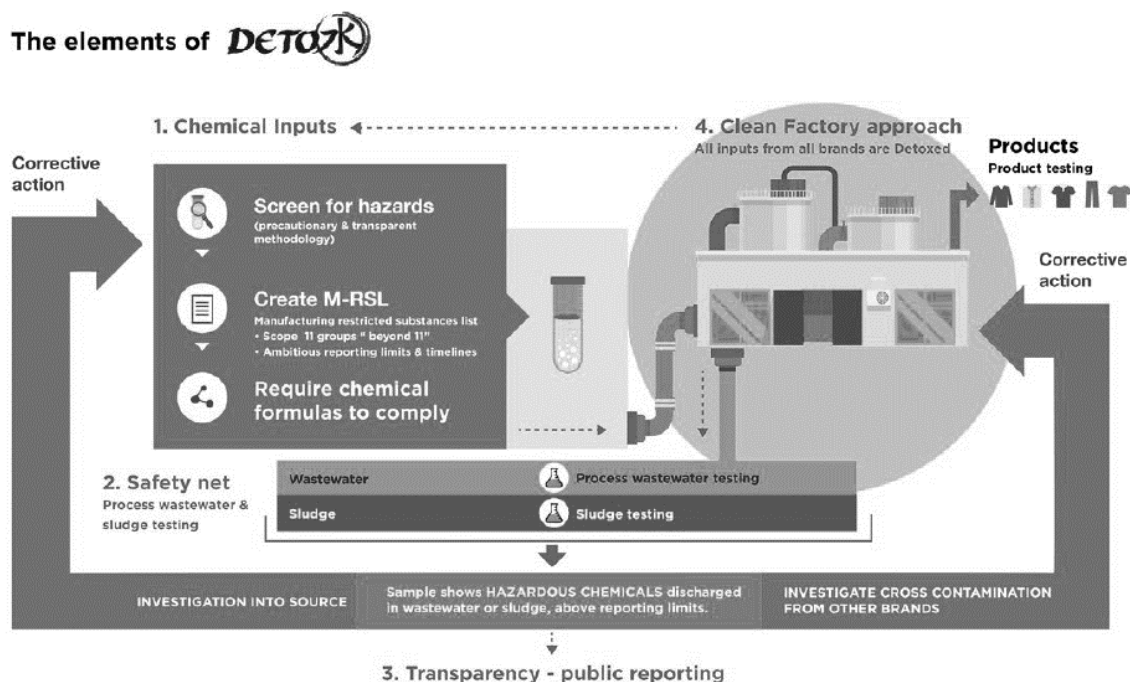 The elements of DETOX
1. Chemical Inputs
4. Clean Factory approach
All inputs from all brands are Detoxed
Products
Product testing
Corrective
action
Screen for hazards
(precautionary & transparent
methodology)
Create M-RSL
Manufacturing restricted substances list
• Scope 11 groups “ beyond 11”
• Ambitious reporting limits & timelines
Require chemical
formulas to comply
Corrective
action
2. Safety net
Process wastewater &
sludge testing
Wastewater
Process wastewater testing
Sludge
Sludge testing
INVESTIGATION INTO SOURCE
Sample shows HAZARDOUS CHEMICALS discharged
in wastewater or sludge, above reporting limits.
INVESTIGATE CROSS CONTAMINATION
FROM OTHER BRANDS
3. Transparency - public reporting